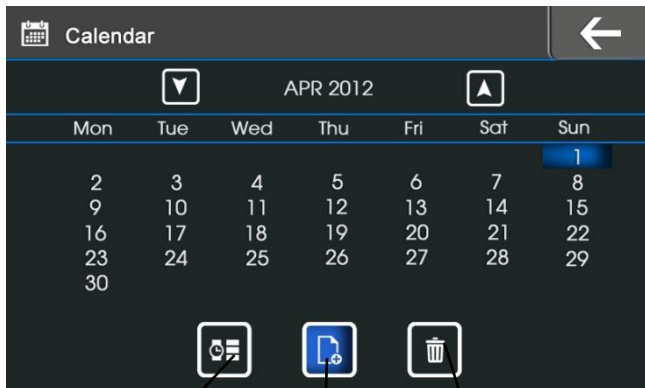 Calendar
APR 2012
Mon Tue Wed Thu Fri Sat Sun
1
2 3 4 5 6 7 8
9 10 11 12 13 14 15
16 17 18 19 20 21 22
23 24 25 26 27 28 29
30